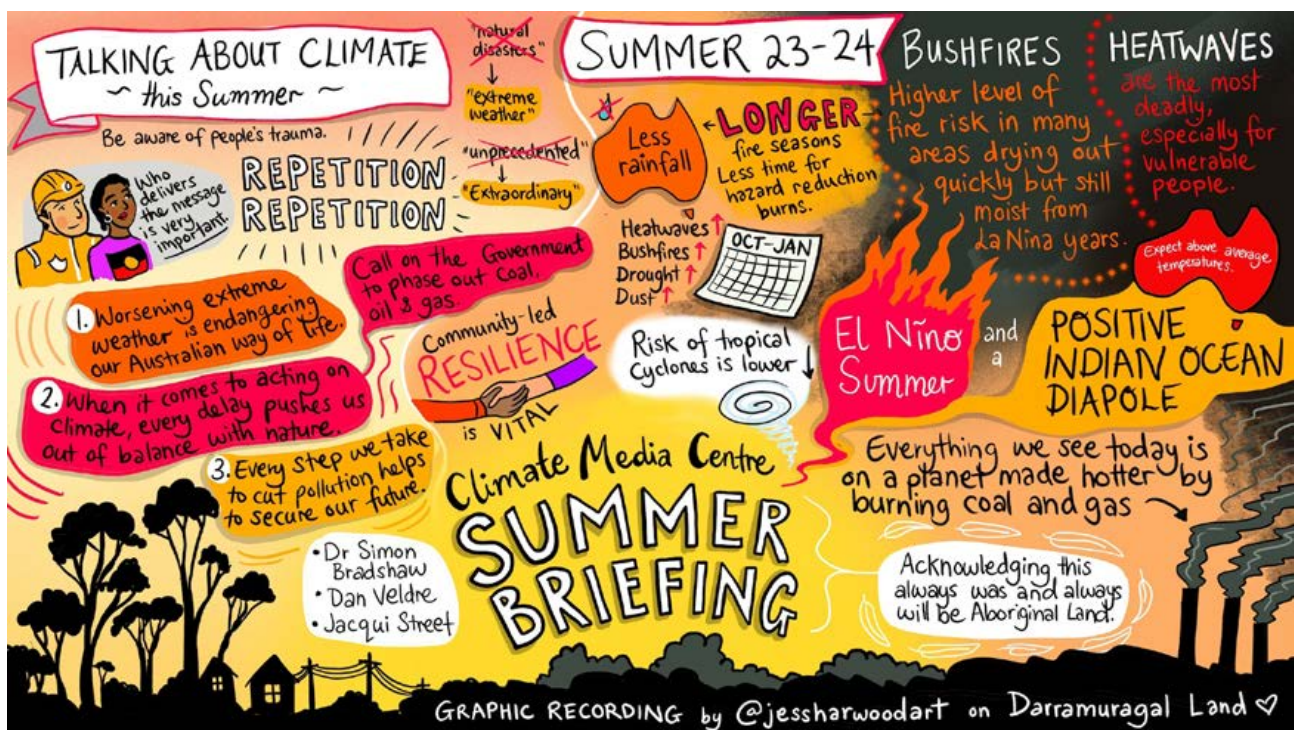 TALKING ABOUT CLIMATE
~ this Summer ~
Be aware of people's trauma.
Who
delivers
the message
is very
important.
REPETITION
REPETITION
"natural
disasters"
"extreme
weather"
"unprecedented"
"Extraordinary"
1. Worsening extreme
weather is endangering
our Australian way of life.
2. When it comes to acting on
climate, every delay pushes us
out of balance with nature.
3. Every step we take
to cut pollution helps
to secure our future.
Call on the Government
to phase out coal,
oil & gas.
Community-led
RESILIENCE
is VITAL
SUMMER 23-24
Less
rainfall
LONGER
fire seasons
Less time for
hazard reduction
burns.
Heatwaves ↑
Bushfires ↑
Drought ↑
Dust ↑
OCT-JAN
Risk of tropical
cyclones is lower
BUSHFIRES
Higher level of
fire risk in many
areas drying out
quickly but still
moist from
La Nina years.
HEATWAVES
are the most
deadly,
especially for
vulnerable
people.
Expect above average
temperatures.
El Niño
Summer
and
a
POSITIVE
INDIAN OCEAN
DIAPOLE
Everything we see today is
on a planet made hotter by
burning coal and gas
Climate Media Centre
SUMMER
BRIEFING
• Dr Simon
Bradshaw
• Dan Veldre
• Jacqui Street
Acknowledging this
always was and always
will be Aboriginal Land.
GRAPHIC RECORDING by @jessharwoodart on Darramuragal Land ♡